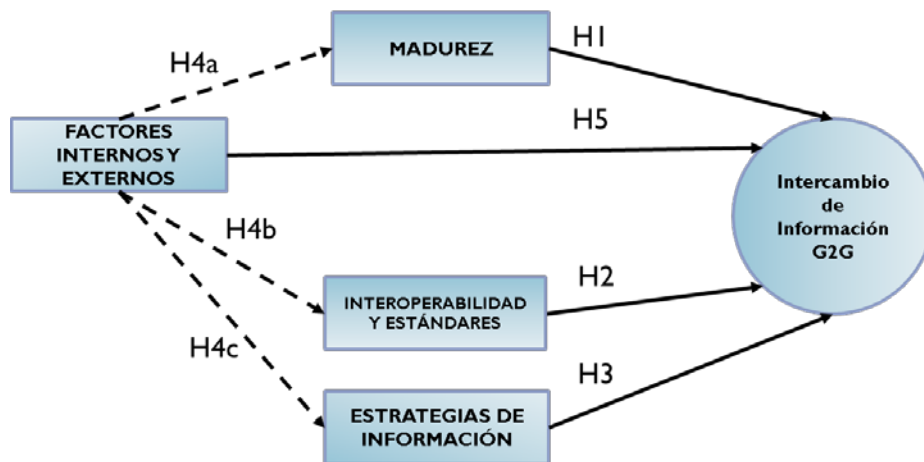 H4a
MADUREZ
H1
FACTORES
INTERNOS Y
EXTERNOS
H5
Intercambio
de
Información
G2G
H4b
INTEROPERABILIDAD
Y ESTÁNDARES
H2
H4c
ESTRATEGIAS DE
INFORMACIÓN
H3